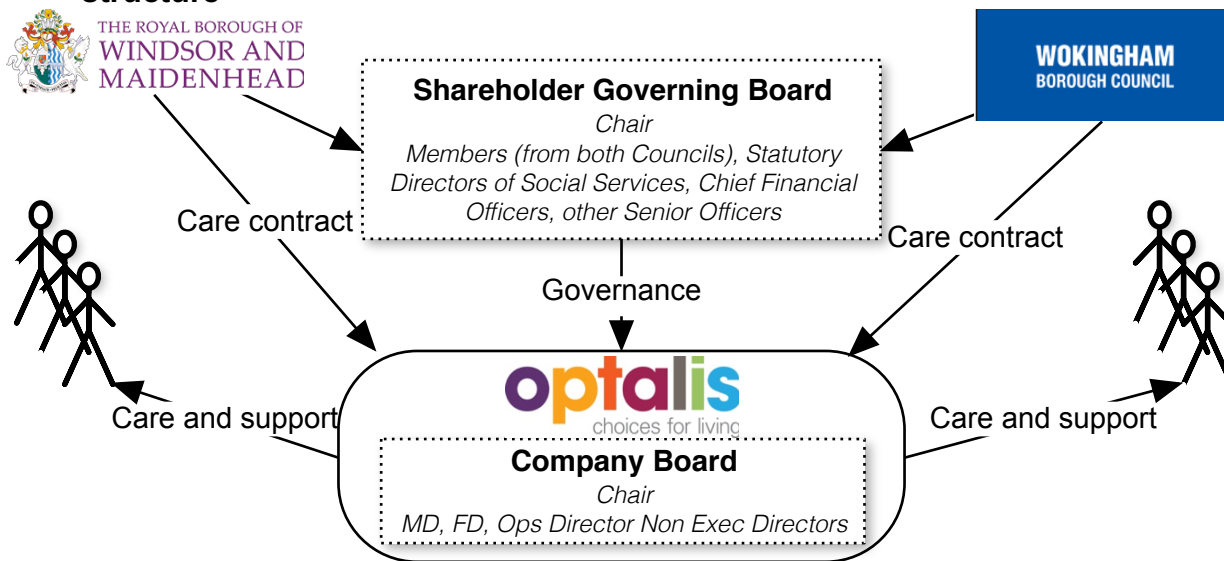 structure
THE ROYAL BOROUGH OF
WINDSOR AND
MAIDENHEAD
WOKINGHAM
BOROUGH COUNCIL
Shareholder Governing Board
Chair
Members (from both Councils), Statutory
Directors of Social Services, Chief Financial
Officers, other Senior Officers
Care contract
Care contract
Governance
optalis
choices for living
Care and support
Care and support
Company Board
Chair
MD, FD, Ops Director Non Exec Directors